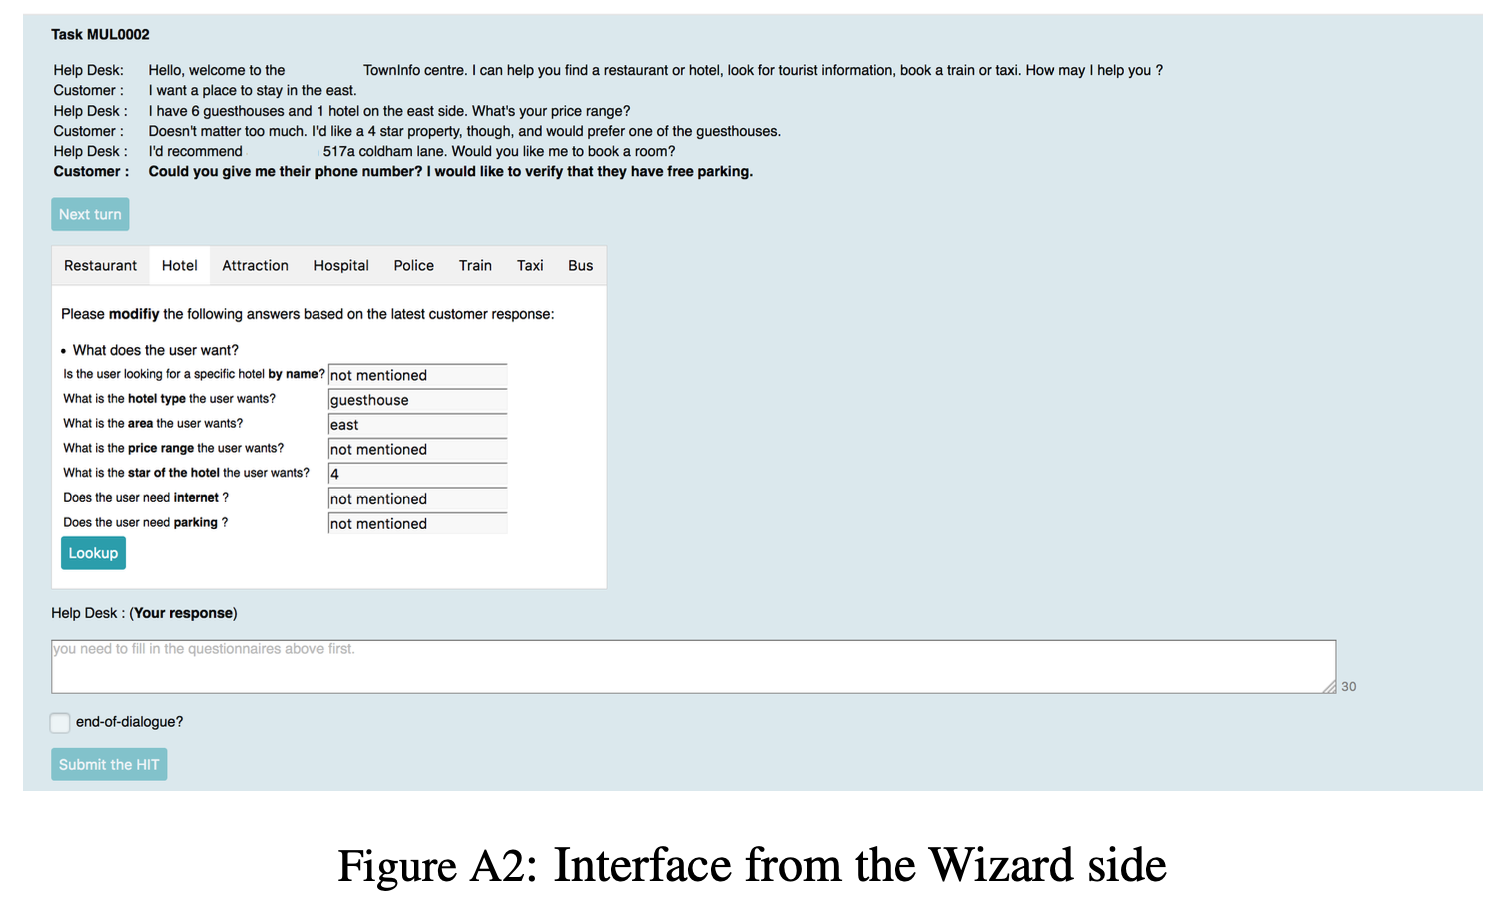 Task MUL0002
Help Desk: Hello, welcome to the TownInfo centre. I can help you find a restaurant or hotel, look for tourist information, book a train or taxi. How may I help you ?
Customer : I want a place to stay in the east.
Help Desk : I have 6 guesthouses and 1 hotel on the east side. What's your price range?
Customer : Doesn't matter too much. I'd like a 4 star property, though, and would prefer one of the guesthouses.
Help Desk : I'd recommend 517a coldham lane. Would you like me to book a room?
Customer : Could you give me their phone number? I would like to verify that they have free parking.
Next turn
Restaurant Hotel Attraction Hospital Police Train Taxi Bus
Please modifiy the following answers based on the latest customer response:
• What does the user want?
Is the user looking for a specific hotel by name? not mentioned
What is the hotel type the user wants? guesthouse
What is the area the user wants? east
What is the price range the user wants? not mentioned
What is the star of the hotel the user wants? 4
Does the user need internet ? not mentioned
Does the user need parking ? not mentioned
Lookup
Help Desk : (Your response)
you need to fill in the questionnaires above first.
30
end-of-dialogue?
Submit the HIT
Figure A2: Interface from the Wizard side